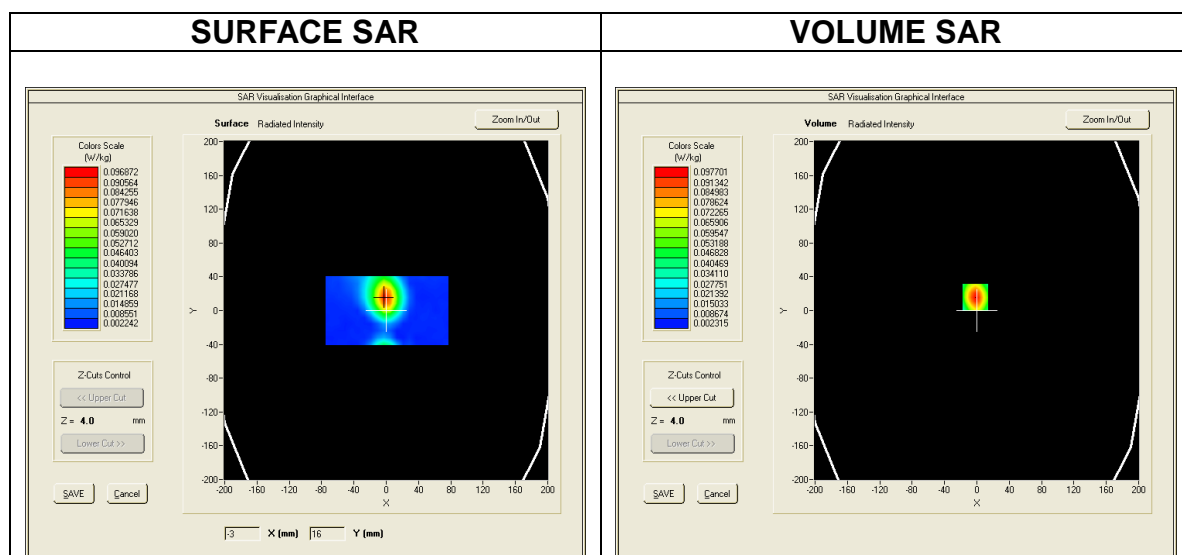 SURFACE SAR
VOLUME SAR
SAR Visualisation Graphical Interface
Surface Radiated Intensity
Zoom In/Out
Colors Scale
(W/kg)
0.096872
0.090564
0.084255
0.077946
0.071638
0.065329
0.059020
0.052712
0.046403
0.040094
0.033786
0.027477
0.021168
0.014859
0.008551
0.002242
200
160
120
80
40
0
-40
-80
-120
-160
-200
Y
-200 -160 -120 -80 -40 0 40 80 120 160 200
X
Z-Cuts Control
<< Upper Cut
Z = 4.0 mm
Lower Cut >>
SAVE Cancel
-3 X (mm) 16 Y (mm)
SAR Visualisation Graphical Interface
Volume Radiated Intensity
Zoom In/Out
Colors Scale
(W/kg)
0.097701
0.091342
0.084983
0.078624
0.072265
0.065906
0.059547
0.053188
0.046828
0.040469
0.034110
0.027751
0.021392
0.015033
0.008674
0.002315
200
160
120
80
40
0
-40
-80
-120
-160
-200
Y
-200 -160 -120 -80 -40 0 40 80 120 160 200
X
Z-Cuts Control
<< Upper Cut
Z = 4.0 mm
Lower Cut >>
SAVE Cancel